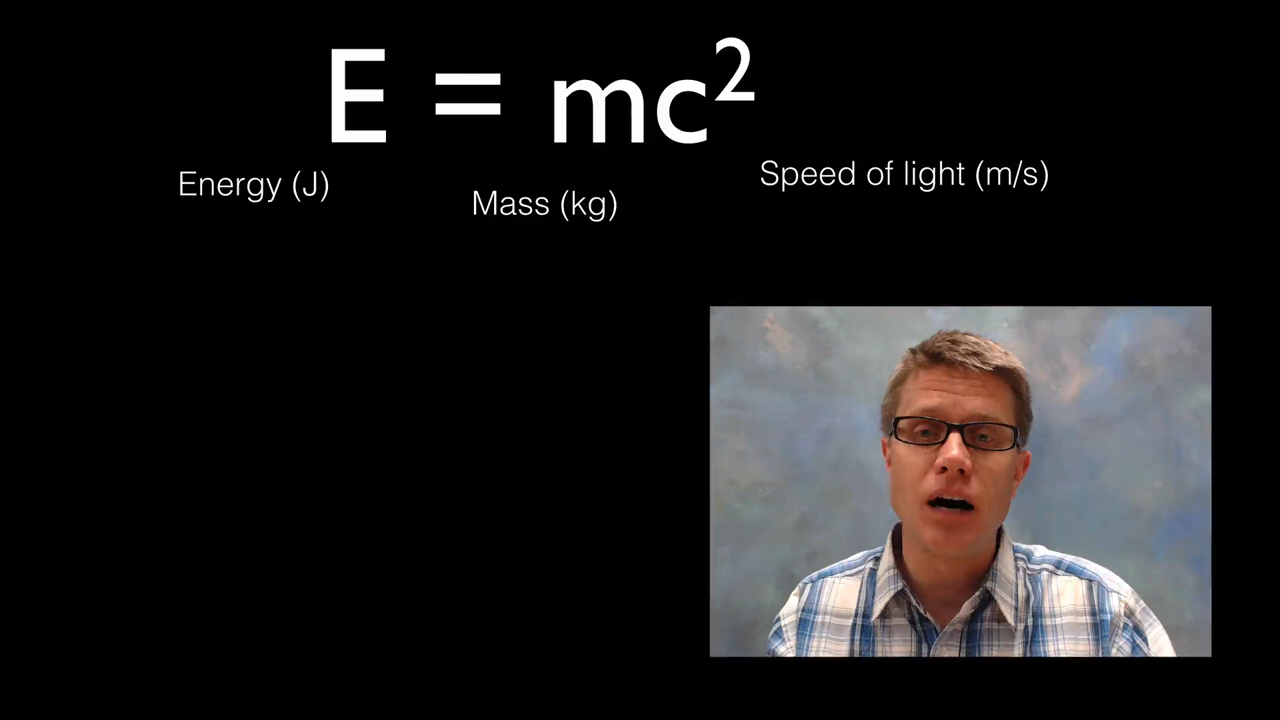 E = mc²
Energy (J)
Mass (kg)
Speed of light (m/s)